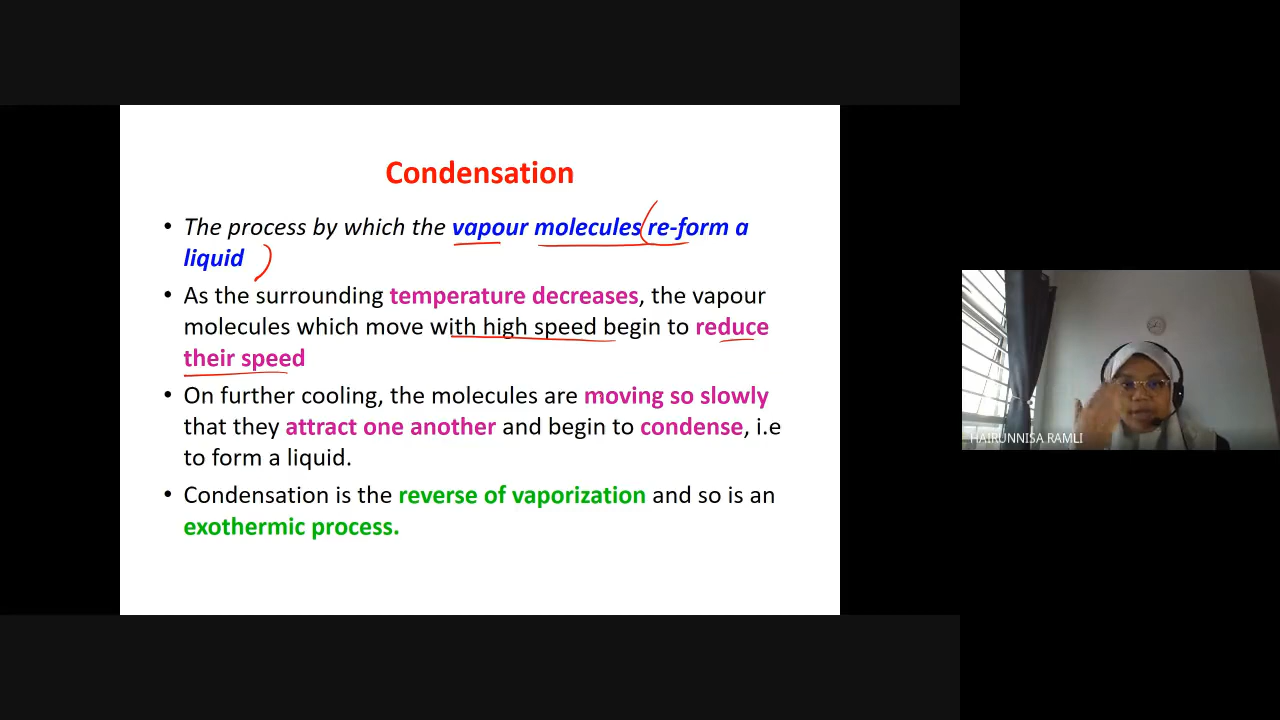 Condensation
• The process by which the vapour molecules re-form a
liquid
• As the surrounding temperature decreases, the vapour
molecules which move with high speed begin to reduce
their speed
• On further cooling, the molecules are moving so slowly
that they attract one another and begin to condense, i.e
to form a liquid.
• Condensation is the reverse of vaporization and so is an
exothermic process.
HAIRUNNISA RAMLI